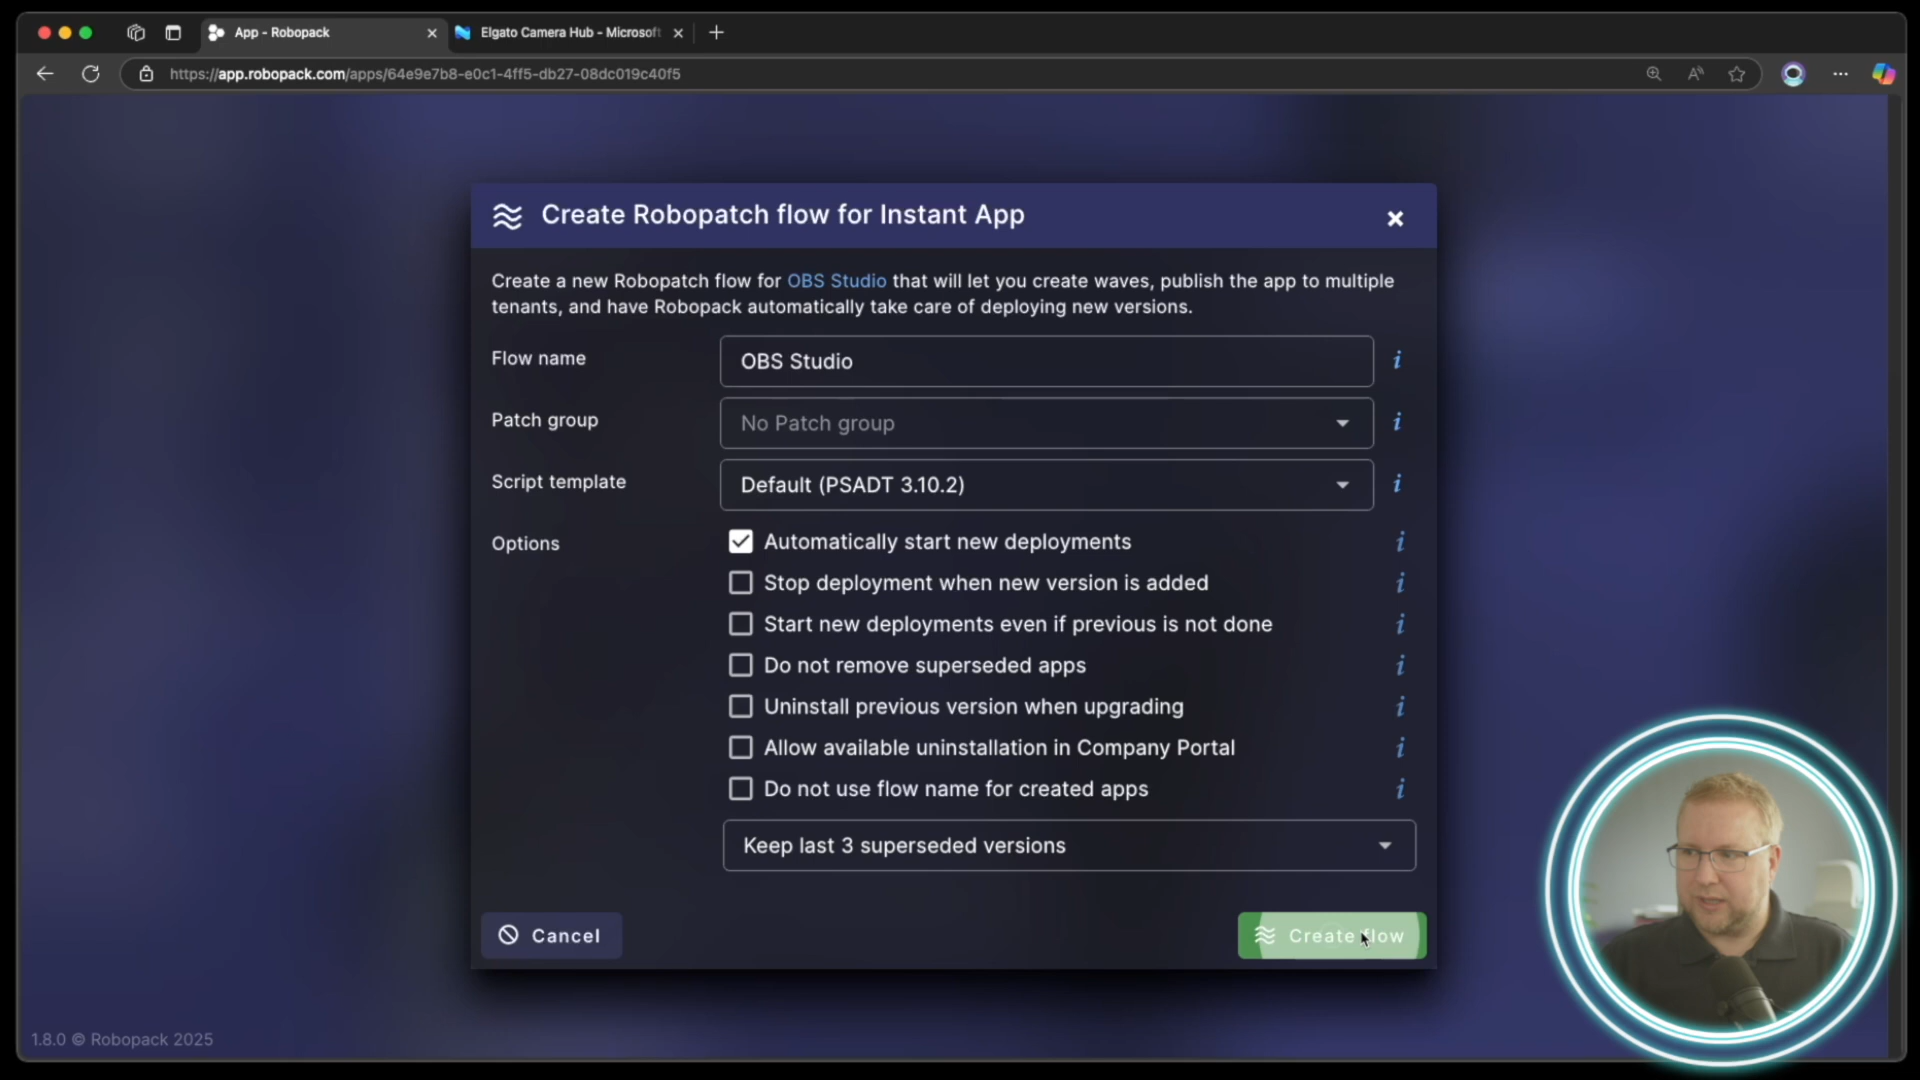 App - Robopack
Elgato Camera Hub - Microsoft
https://app.robopack.com/apps/64e9e7b8-e0c1-4ff5-db27-08dc019c40f5
Create Robopatch flow for Instant App
Create a new Robopatch flow for OBS Studio that will let you create waves, publish the app to multiple
tenants, and have Robopack automatically take care of deploying new versions.
Flow name
OBS Studio
Patch group
No Patch group
Script template
Default (PSADT 3.10.2)
Options
Automatically start new deployments
Stop deployment when new version is added
Start new deployments even if previous is not done
Do not remove superseded apps
Uninstall previous version when upgrading
Allow available uninstallation in Company Portal
Do not use flow name for created apps
Keep last 3 superseded versions
Cancel
Create flow
1.8.0 © Robopack 2025